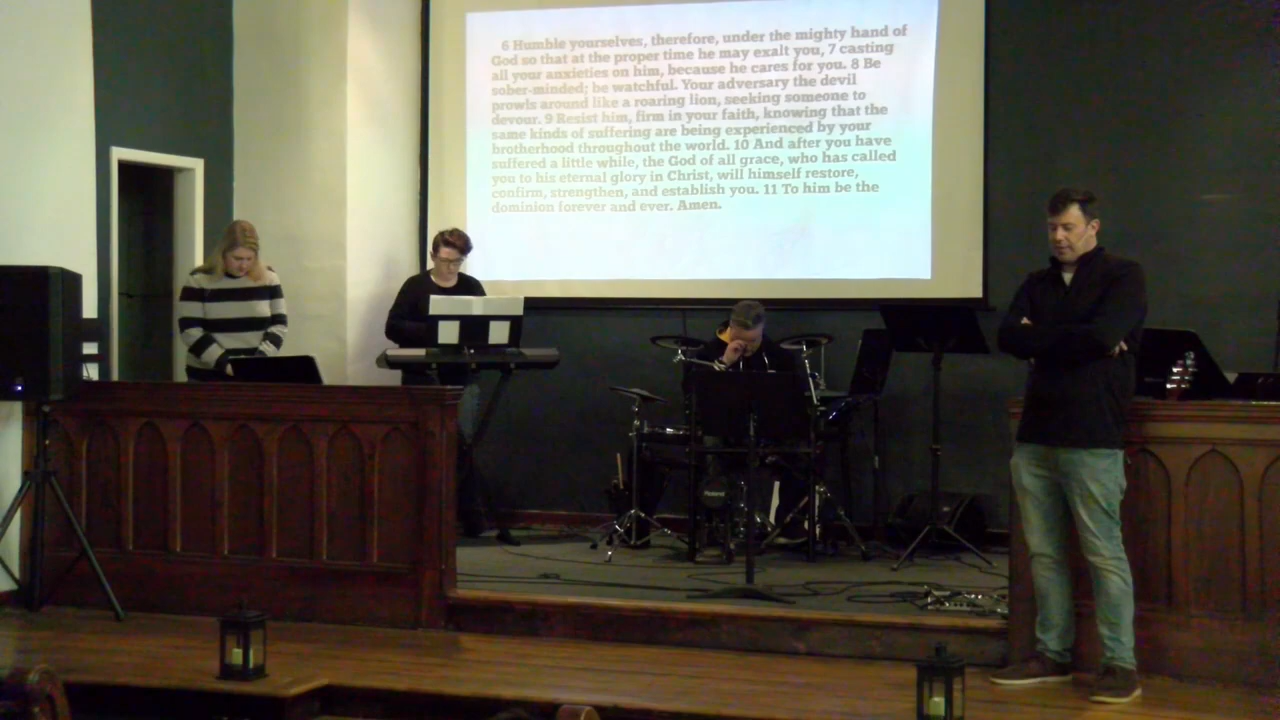 6 Humble yourselves, therefore, under the mighty hand of
God so that at the proper time he may exalt you, 7 casting
all your anxieties on him, because he cares for you. 8 Be
sober-minded; be watchful. Your adversary the devil
prowls around like a roaring lion, seeking someone to
devour. 9 Resist him, firm in your faith, knowing that the
same kinds of suffering are being experienced by your
brotherhood throughout the world. 10 And after you have
suffered a little while, the God of all grace, who has called
you to his eternal glory in Christ, will himself restore,
confirm, strengthen, and establish you. 11 To him be the
dominion forever and ever. Amen.
Roland